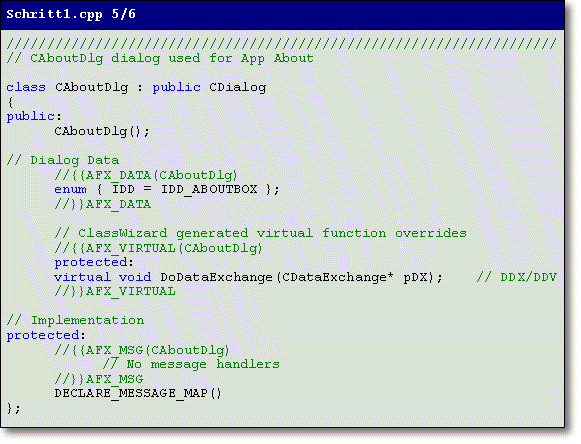 Schritt1.cpp 5/6
////////////////////////////////////////////////////////////////////
// CAboutDlg dialog used for App About
class CAboutDlg : public CDialog
{
public:
CAboutDlg();
// Dialog Data
//{{AFX_DATA(CAboutDlg)
enum { IDD = IDD_ABOUTBOX };
//}}AFX_DATA
// ClassWizard generated virtual function overrides
//{{AFX_VIRTUAL(CAboutDlg)
protected:
virtual void DoDataExchange(CDataExchange* pDX);    // DDX/DDV
//}}AFX_VIRTUAL
// Implementation
protected:
//{{AFX_MSG(CAboutDlg)
// No message handlers
//}}AFX_MSG
DECLARE_MESSAGE_MAP()
};